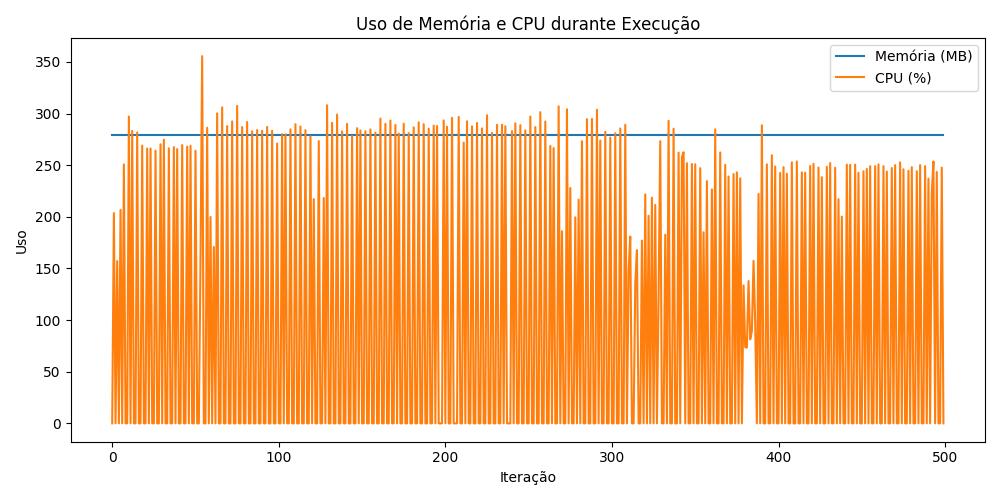 Uso de Memória e CPU durante Execução
Memória (MB)
CPU (%)
350
300
250
200
150
100
50
0
Uso
0 100 200 300 400 500
Iteração